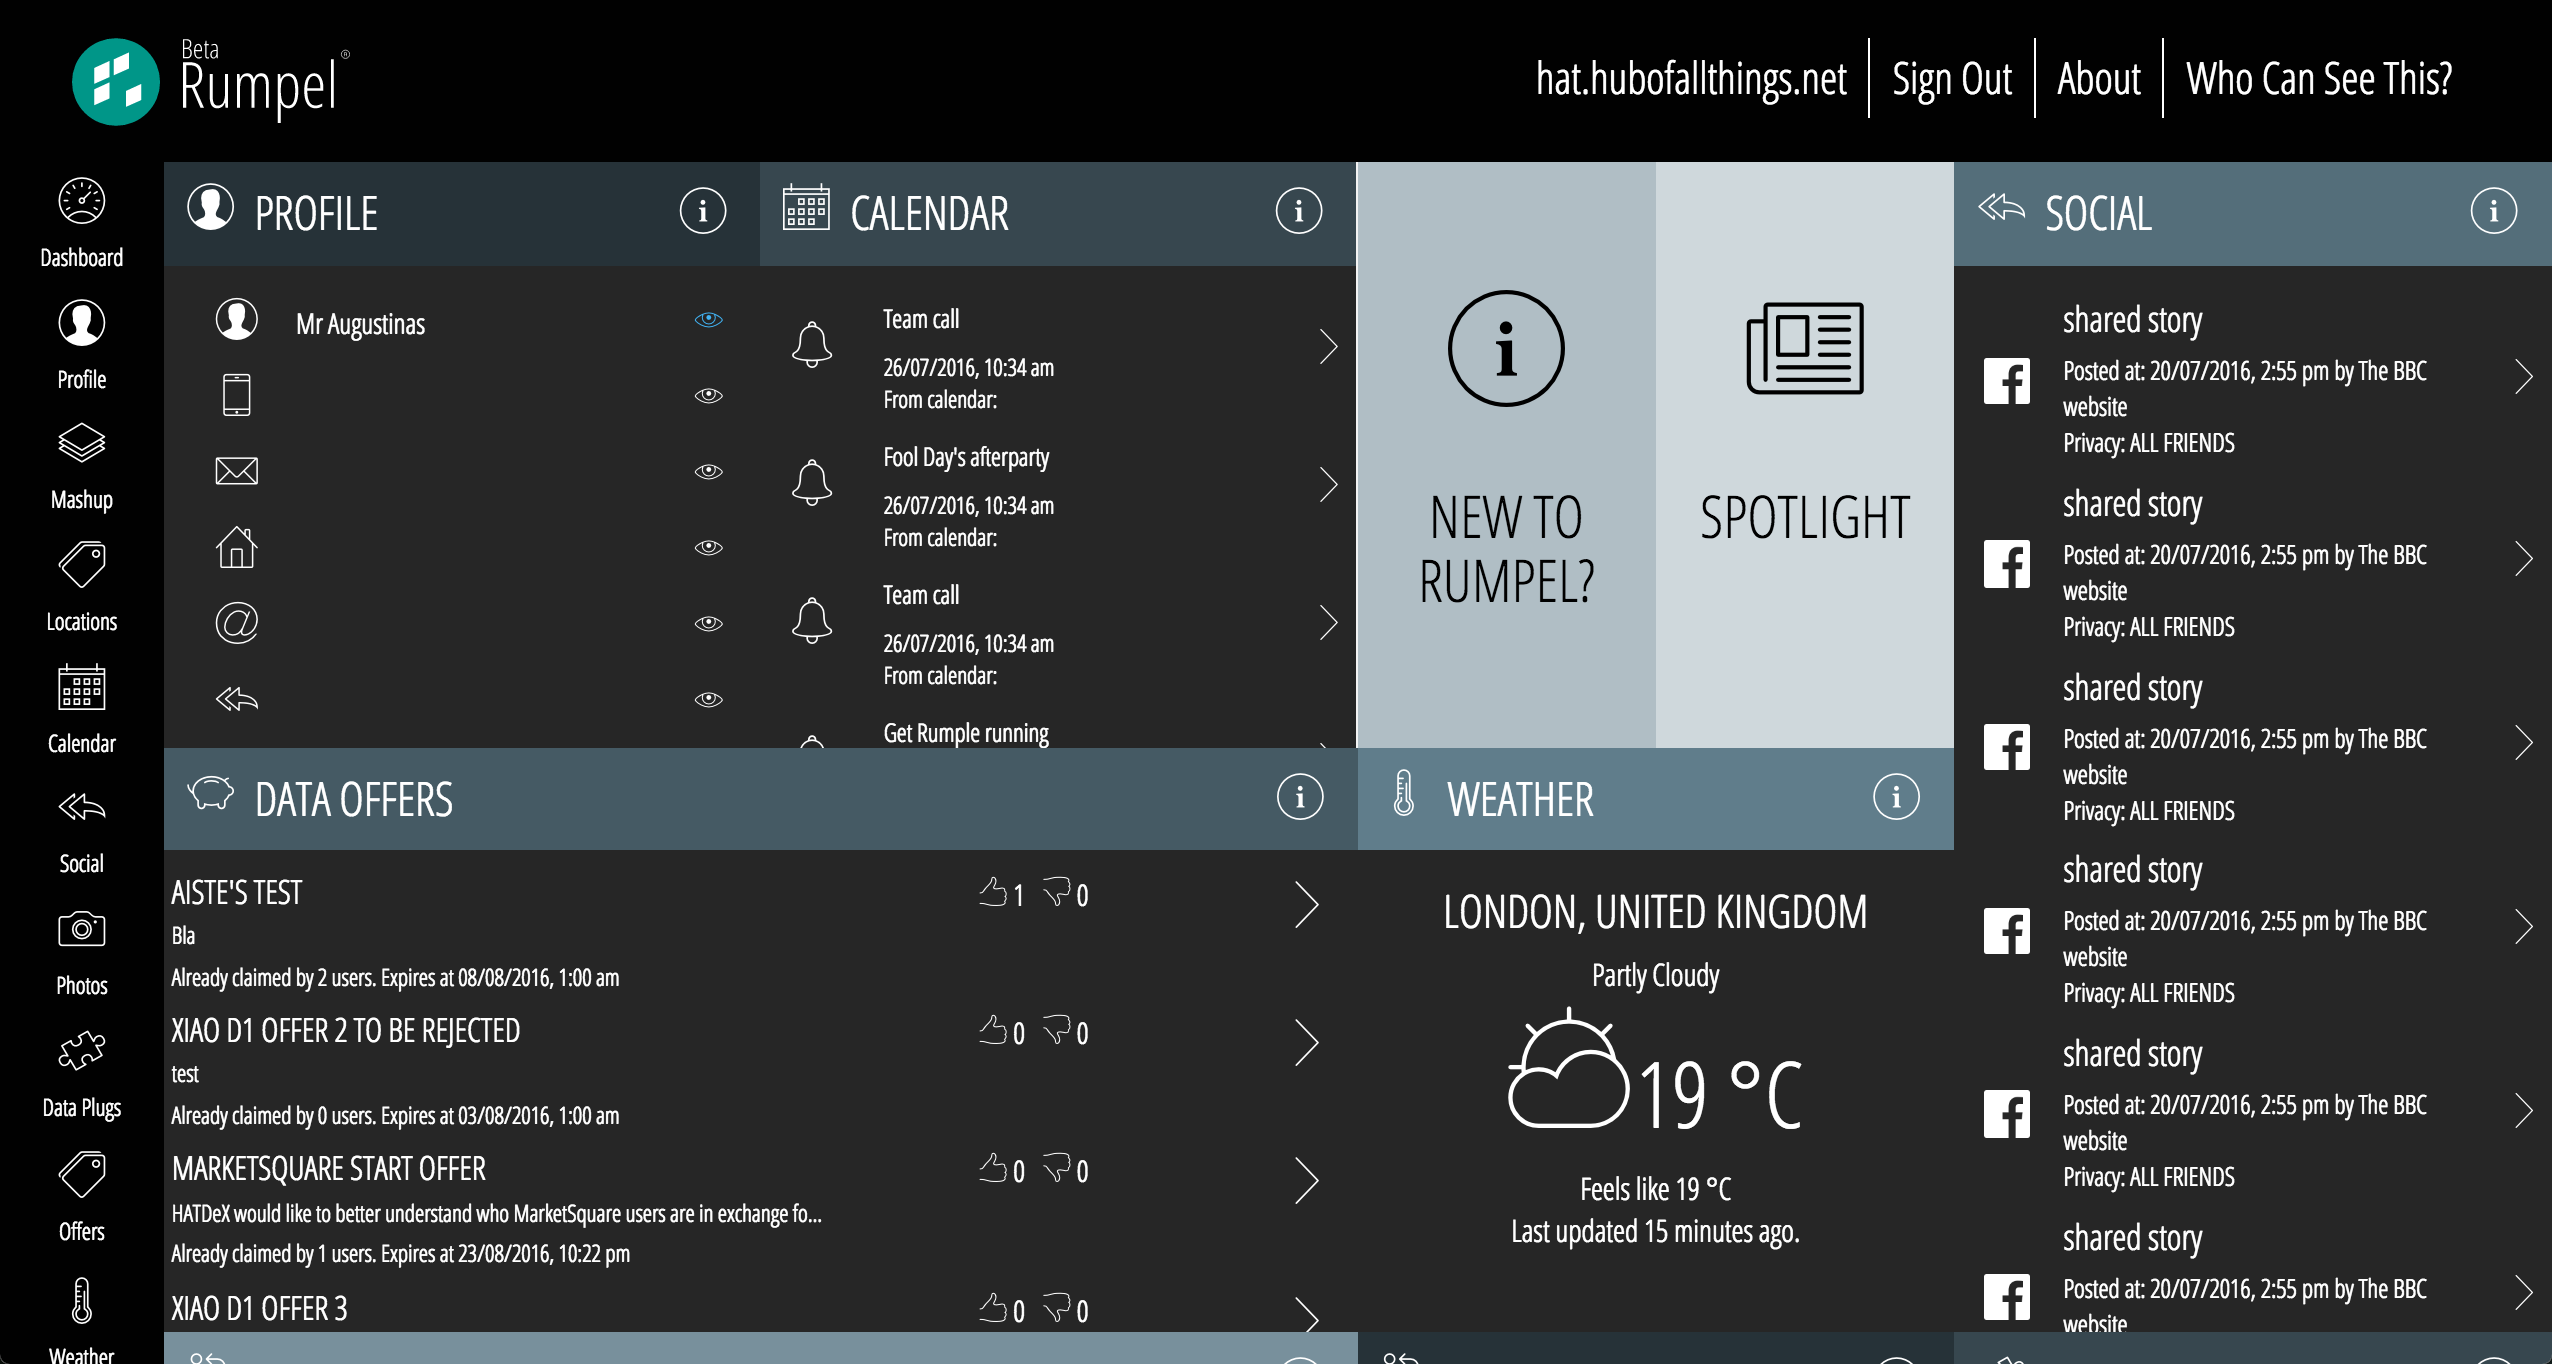 Beta
Rumpel ®
hat.hubofallthings.net
Sign Out
About
Who Can See This?
Dashboard
Profile
Mashup
Locations
Calendar
Social
Photos
Data Plugs
Offers
Weather
PROFILE
i
Mr Augustinas
CALENDAR
i
Team call
26/07/2016, 10:34 am
From calendar:
Fool Day's afterparty
26/07/2016, 10:34 am
From calendar:
Team call
26/07/2016, 10:34 am
From calendar:
Get Rumple running
i
NEW TO
RUMPEL?
SPOTLIGHT
SOCIAL
i
shared story
Posted at: 20/07/2016, 2:55 pm by The BBC
website
Privacy: ALL FRIENDS
shared story
Posted at: 20/07/2016, 2:55 pm by The BBC
website
Privacy: ALL FRIENDS
shared story
Posted at: 20/07/2016, 2:55 pm by The BBC
website
Privacy: ALL FRIENDS
shared story
Posted at: 20/07/2016, 2:55 pm by The BBC
website
Privacy: ALL FRIENDS
shared story
Posted at: 20/07/2016, 2:55 pm by The BBC
website
Privacy: ALL FRIENDS
shared story
Posted at: 20/07/2016, 2:55 pm by The BBC
website
DATA OFFERS
i
AISTE'S TEST
1 0
Bla
Already claimed by 2 users. Expires at 08/08/2016, 1:00 am
XIAO D1 OFFER 2 TO BE REJECTED
0 0
test
Already claimed by 0 users. Expires at 03/08/2016, 1:00 am
MARKETSQUARE START OFFER
0 0
HATDeX would like to better understand who MarketSquare users are in exchange fo...
Already claimed by 1 users. Expires at 23/08/2016, 10:22 pm
XIAO D1 OFFER 3
0 0
WEATHER
i
LONDON, UNITED KINGDOM
Partly Cloudy
19 °C
Feels like 19 °C
Last updated 15 minutes ago.